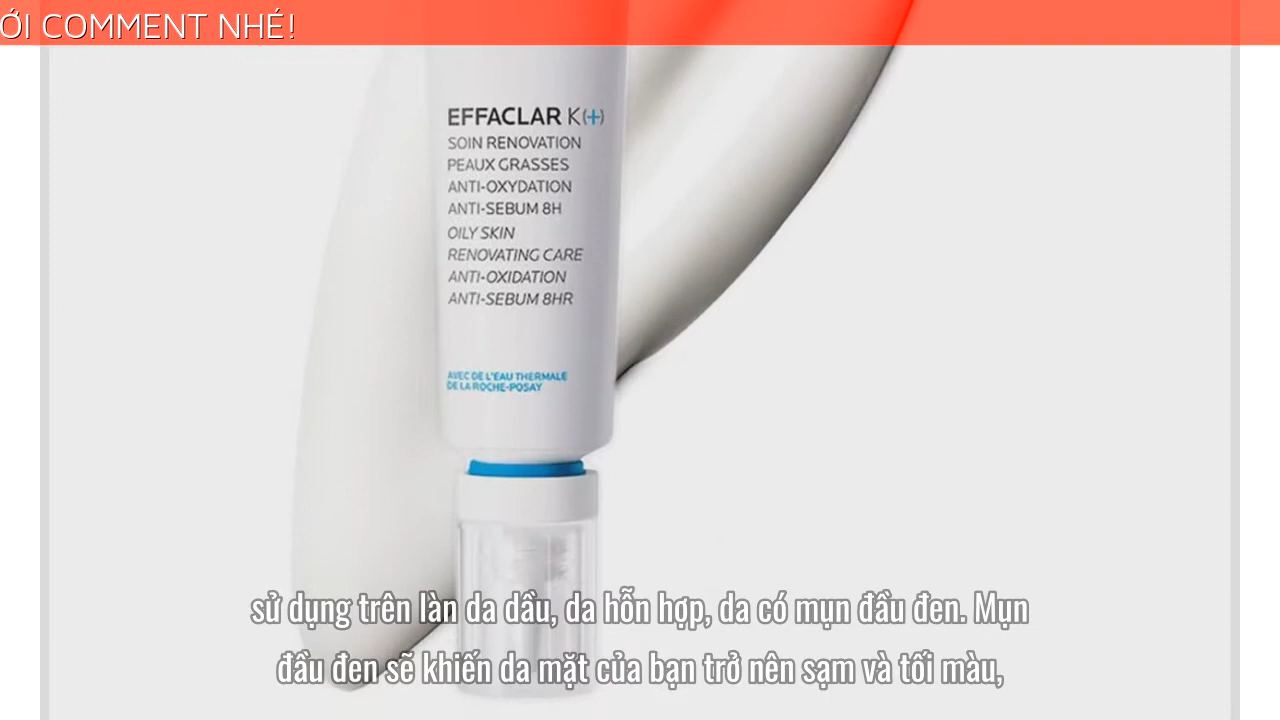 ỚI COMMENT NHÉ!
EFFACLAR K(+)
SOIN RENOVATION
PEAUX GRASSES
ANTI-OXYDATION
ANTI-SEBUM 8H
OILY SKIN
RENOVATING CARE
ANTI-OXIDATION
ANTI-SEBUM 8HR
AVEC DE L'EAU THERMALE
DE LA ROCHE-POSAY
sử dụng trên làn da dầu, da hỗn hợp, da có mụn đầu đen. Mụn
đầu đen sẽ khiến da mặt của bạn trở nên sạm và tối màu,